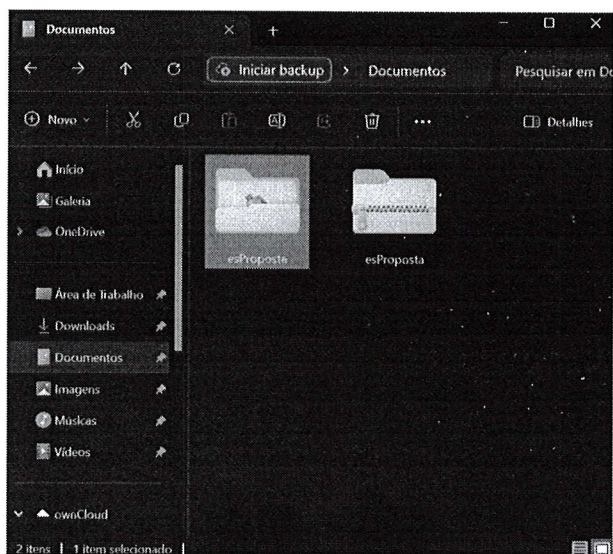 Documentos
Iniciar backup > Documentos Pesquisar em Do
Novo Detalhes
Início
Galeria
OneDrive
Área de Trabalho
Downloads
Documentos
Imagens
Músicas
Vídeos
ownCloud
esProposta esProposta
2 itens 1 item selecionado